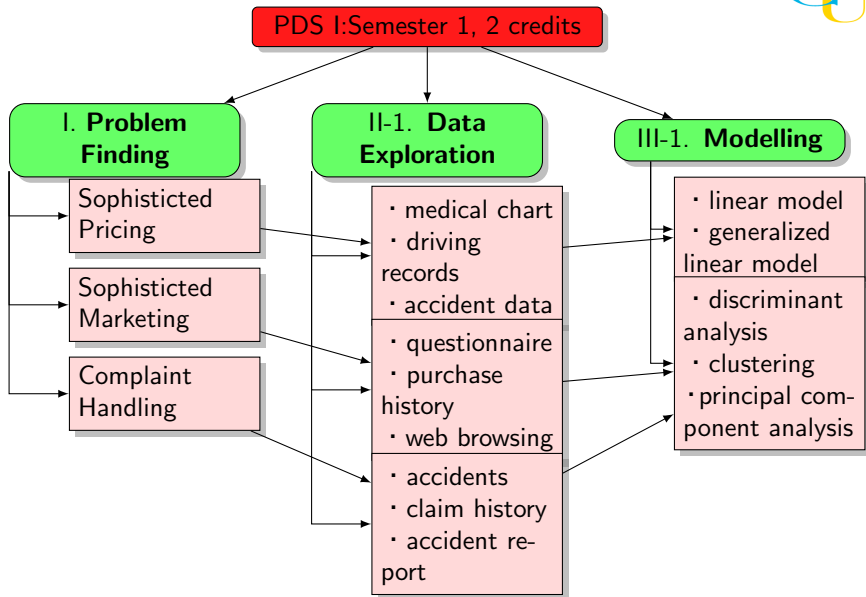 PDS I:Semester 1, 2 credits
I. Problem
Finding
Sophisticted
Pricing
Sophisticted
Marketing
Complaint
Handling
II-1. Data
Exploration
・medical chart
・driving
records
・accident data
・questionnaire
・purchase
history
・web browsing
・accidents
・claim history
・accident re-
port
III-1. Modelling
・linear model
・generalized
linear model
・discriminant
analysis
・clustering
・principal com-
ponent analysis